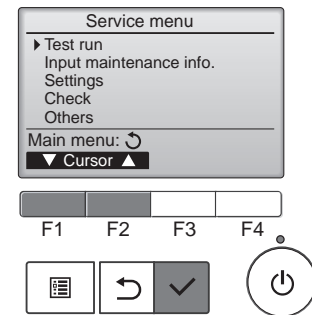 Service menu
Test run
Input maintenance info.
Settings
Check
Others
Main menu:
▼ Cursor ▲
F1 F2 F3 F4